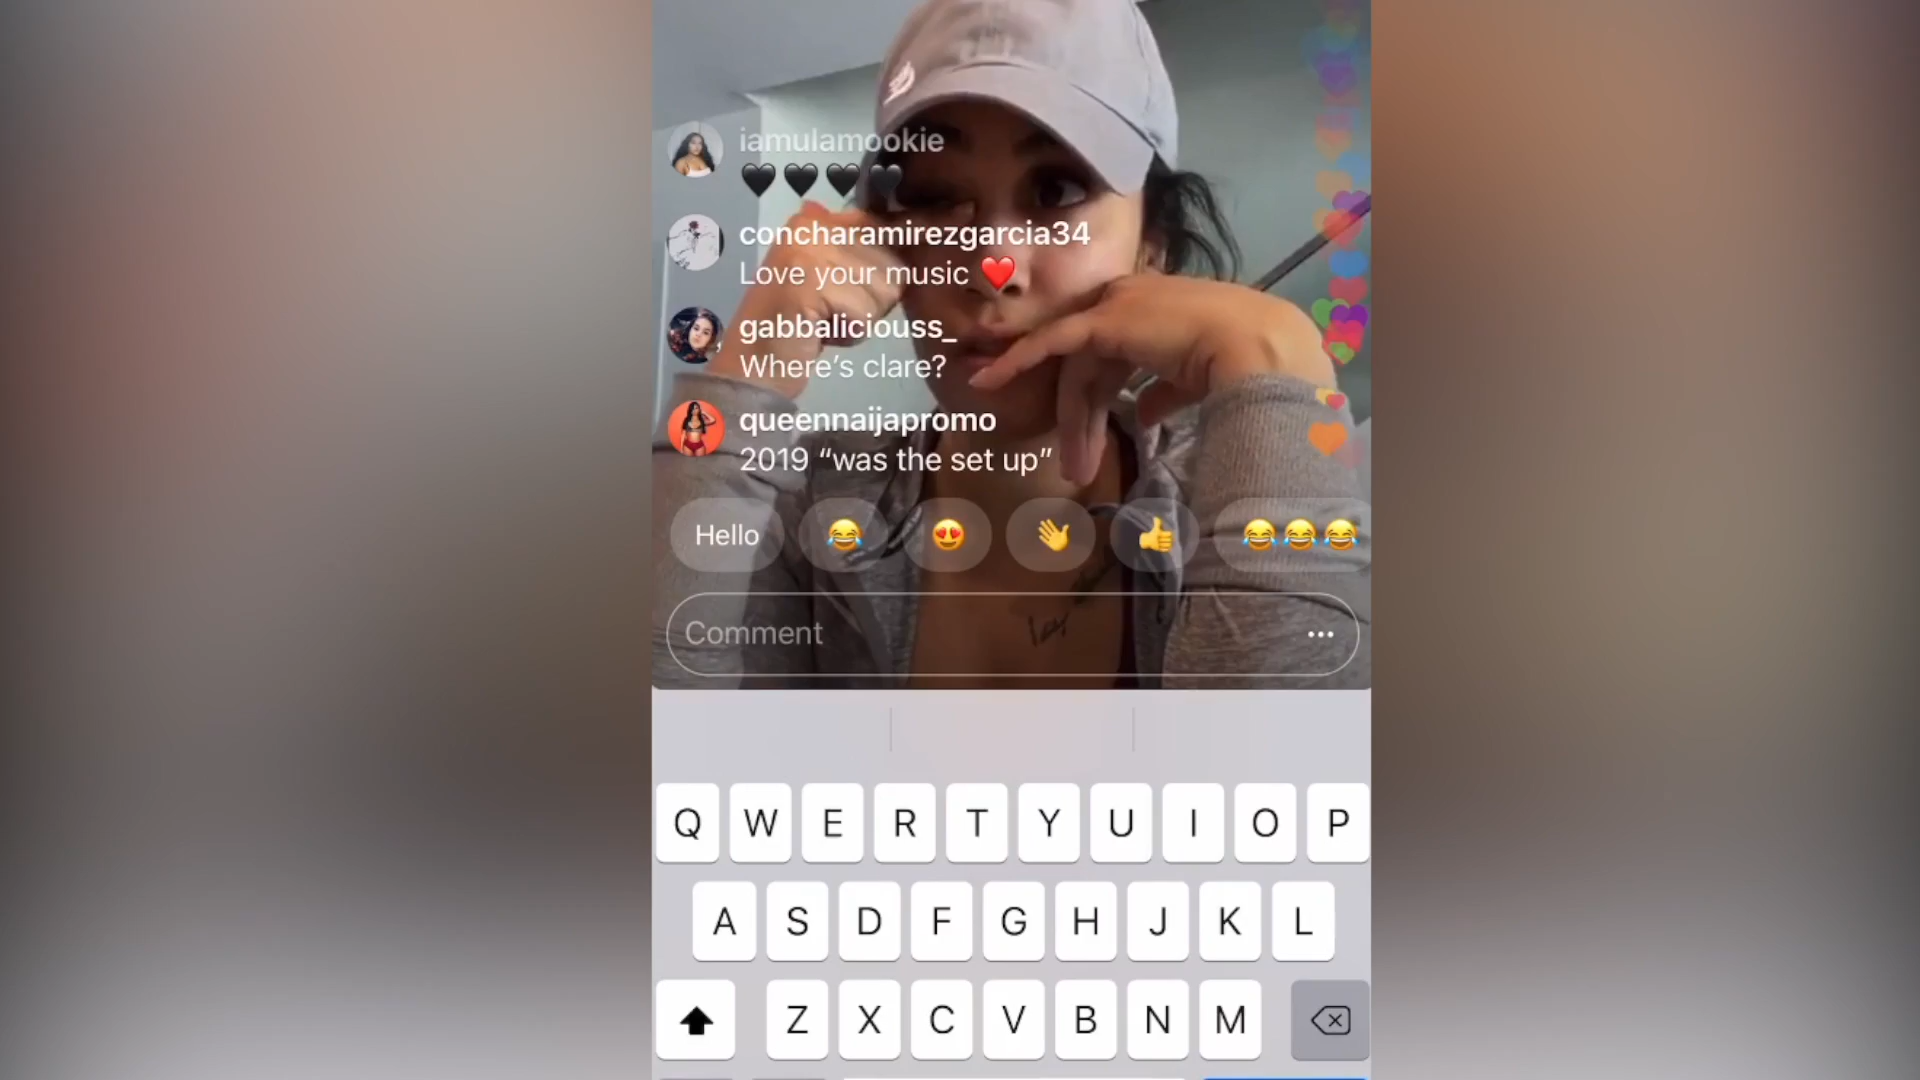 iamulamookie
🖤🖤🖤🖤
concharamirezgarcia34
Love your music ❤️
gabbaliciouss_
Where's clare?
queennaijapromo
2019 “was the set up”
Hello 😂 😍 👋 👍 😂😂😂
Comment ...
Q W E R T Y U I O P
A S D F G H J K L
Z X C V B N M